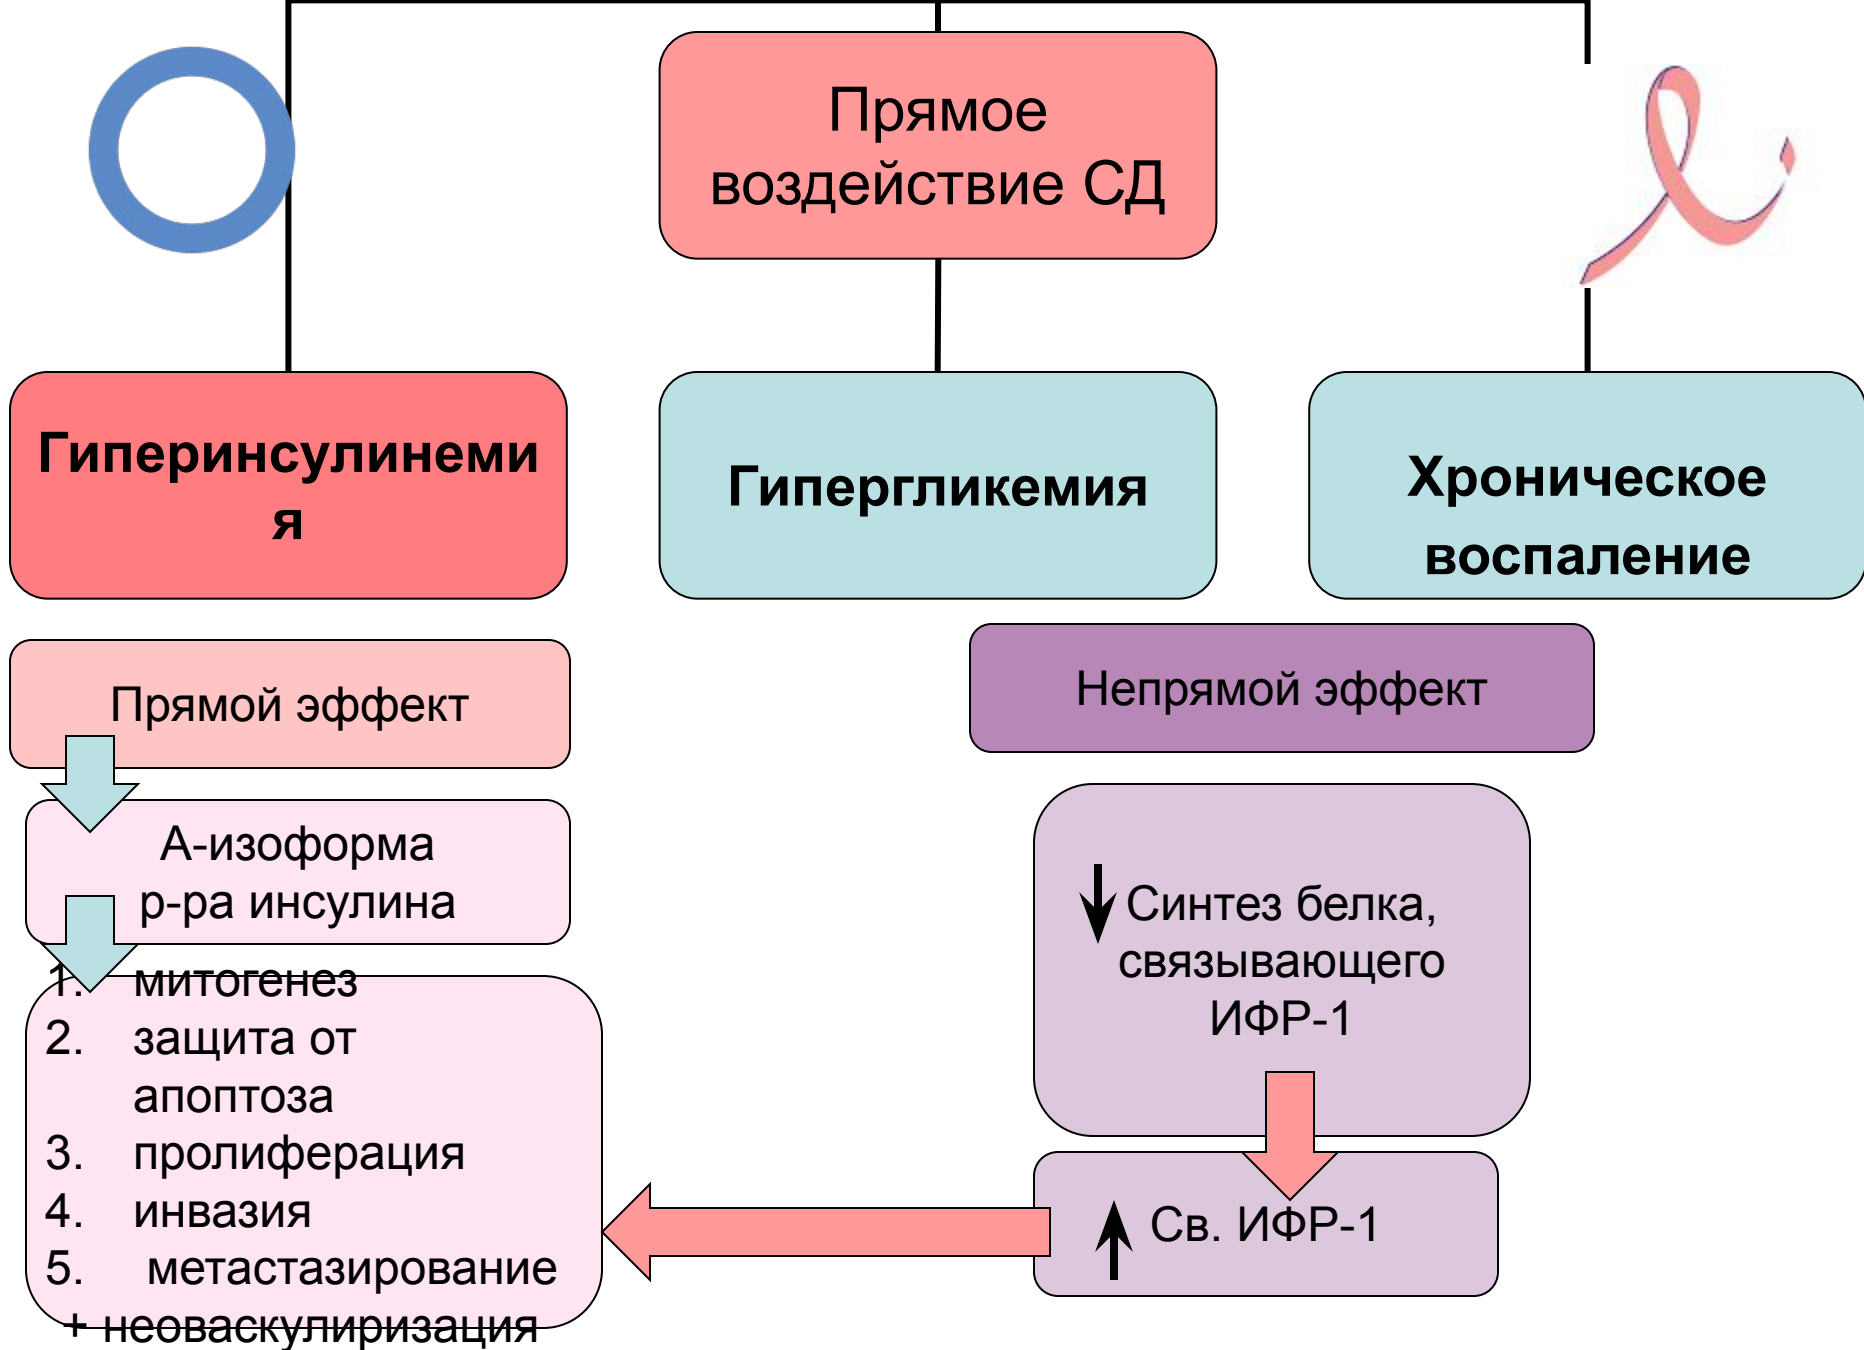 Прямое
воздействие СД
Гиперинсулинеми
я
Гипергликемия
Хроническое
воспаление
Прямой эффект
Непрямой эффект
А-изоформа
р-ра инсулина
1. митогенез
2. защита от
апоптоза
3. пролиферация
4. инвазия
5. метастазирование
+ неоваскулиризация
Синтез белка,
связывающего
ИФР-1
Св. ИФР-1